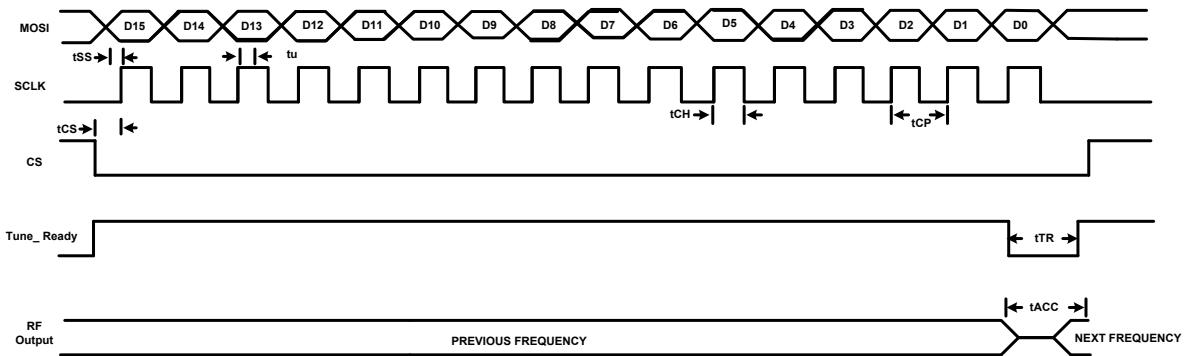 MOSI
D15 D14 D13 D12 D11 D10 D9 D8 D7 D6 D5 D4 D3 D2 D1 D0
tSS
tu
SCLK
tCS
tCH
tCP
CS
Tune_ Ready
tTR
tACC
RF
Output
PREVIOUS FREQUENCY
NEXT FREQUENCY